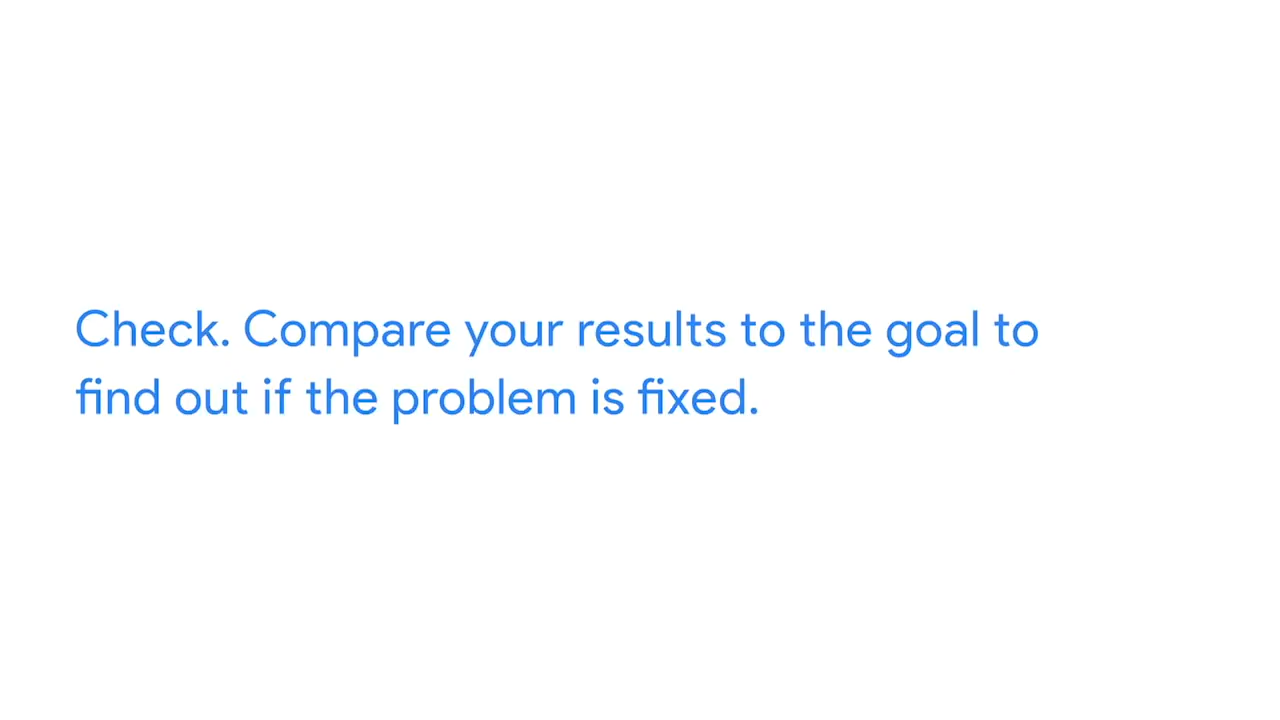 Check. Compare your results to the goal to
find out if the problem is fixed.